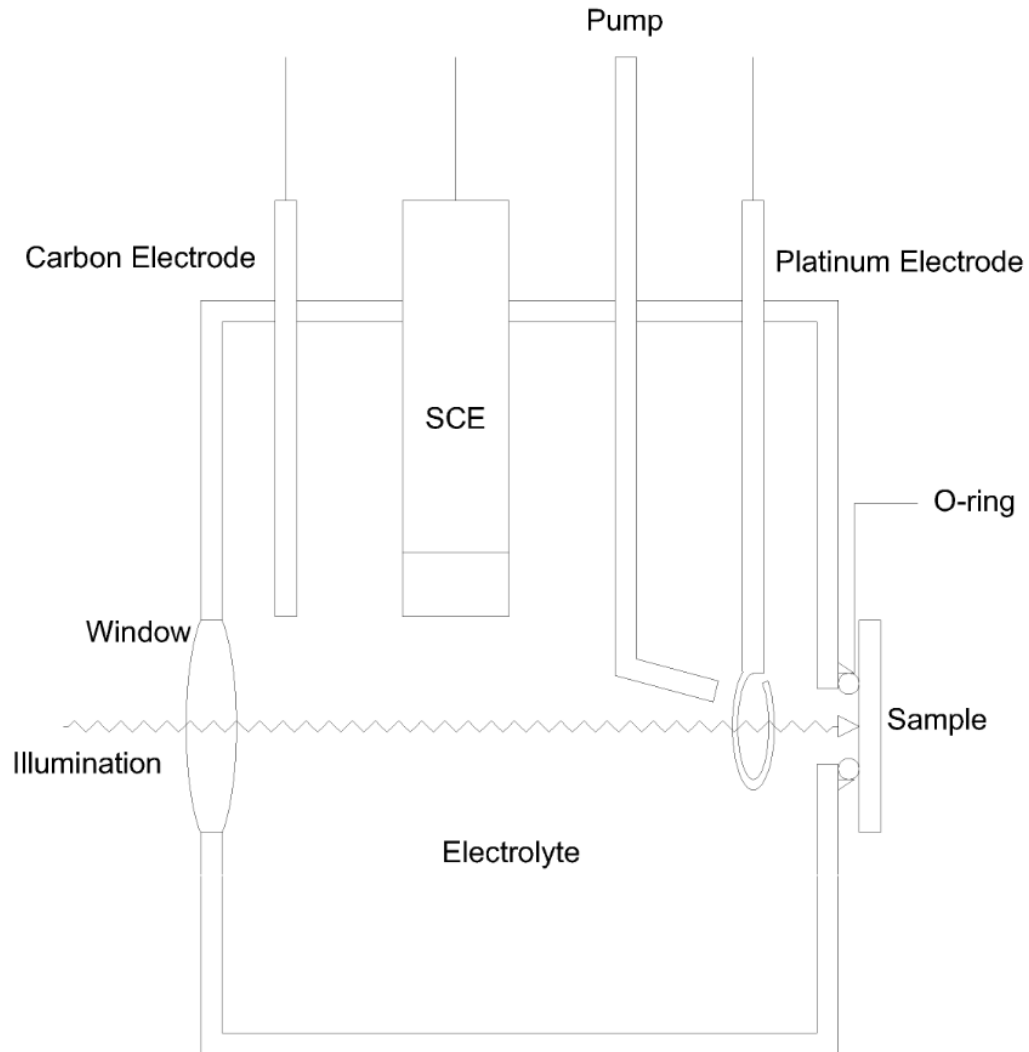 Pump
Carbon Electrode
Platinum Electrode
SCE
O-ring
Window
Sample
Illumination
Electrolyte